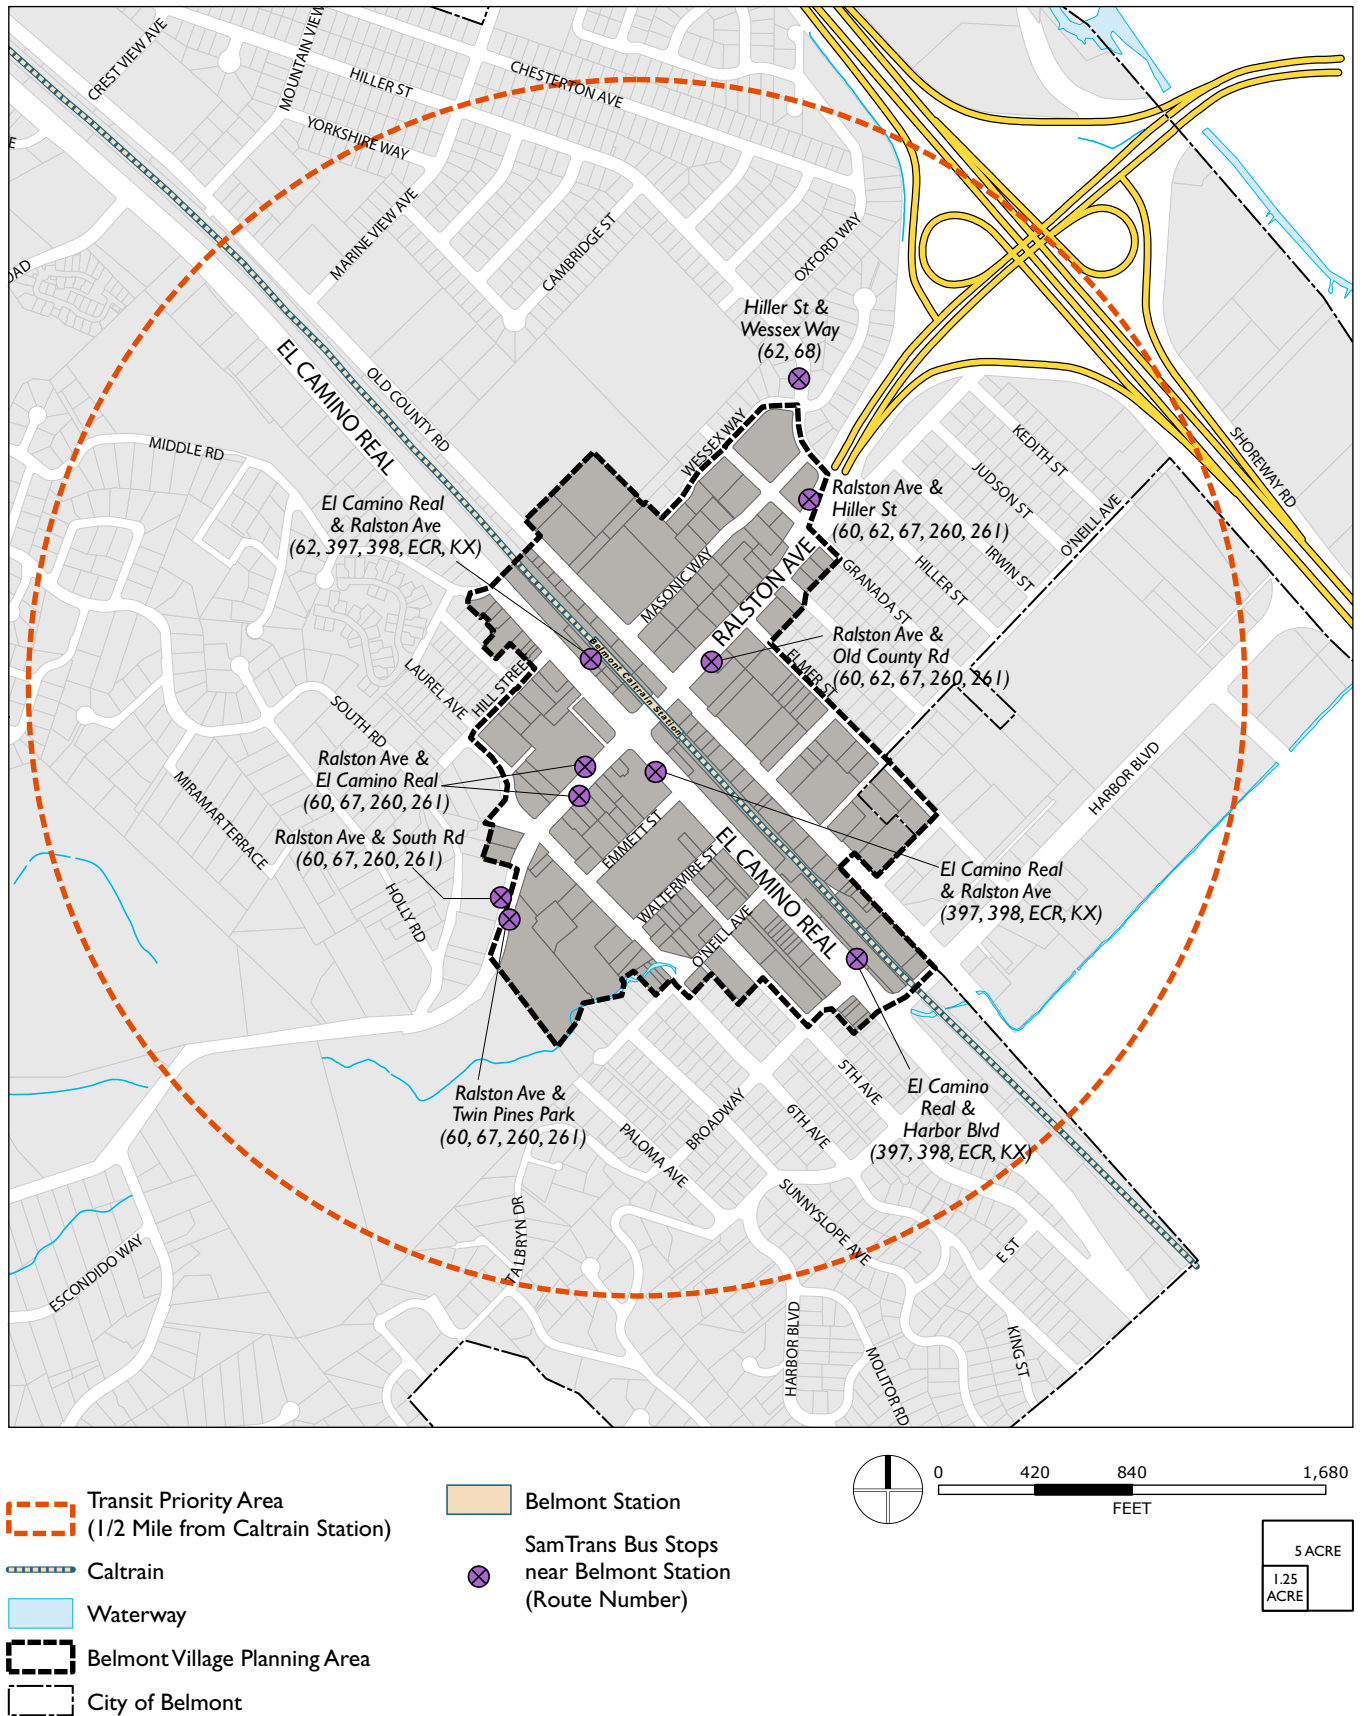 CREST VIEW AVE
MOUNTAIN VIEW
HILLER ST
CHESTERTON AVE
YORKSHIRE WAY
MARINE VIEW AVE
CAMBRIDGE ST
OXFORD WAY
E
OAD
Hiller St &
Wessex Way
(62, 68)
EL CAMINO REAL
OLD COUNTY RD
MIDDLE RD
WESSEX WAY
KEDITH ST
JUDSON ST
SHOREWAY RD
O'NEILL AVE
IRWIN ST
El Camino Real
& Ralston Ave
(62, 397, 398, ECR, KX)
Ralston Ave &
Hiller St
(60, 62, 67, 260, 261)
MASONIC WAY
RALSTON AVE
GRANADA ST
HILLER ST
Belmont Caltrain Station
Ralston Ave &
Old County Rd
(60, 62, 67, 260, 261)
ELMER ST
LAUREL AVE
HILL STREET
SOUTH RD
MIRAMAR TERRACE
Ralston Ave &
El Camino Real
(60, 67, 260, 261)
Ralston Ave & South Rd
(60, 67, 260, 261)
HOLLY RD
HARBOR BLVD
EMMETT ST
WALTERMIRE ST
EL CAMINO REAL
O'NEILL AVE
El Camino Real
& Ralston Ave
(397, 398, ECR, KX)
Ralston Ave &
Twin Pines Park
(60, 67, 260, 261)
El Camino
Real &
Harbor Blvd
(397, 398, ECR, KX)
5TH AVE
6TH AVE
BROADWAY
PALOMA AVE
SUNNYSLOPE AVE
TALBRYN DR
ESCONDIDO WAY
E ST
KING ST
HARBOR BLVD
MOLITOR RD
Transit Priority Area
(1/2 Mile from Caltrain Station)
Caltrain
Waterway
Belmont Village Planning Area
City of Belmont
Belmont Station
SamTrans Bus Stops
near Belmont Station
(Route Number)
0 420 840 1,680
FEET
5 ACRE
1.25
ACRE